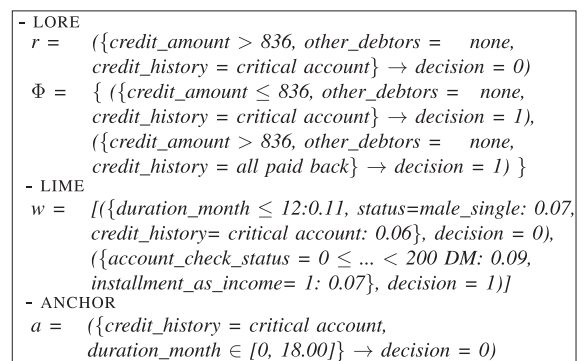 - LORE
r = ({credit_amount > 836, other_debtors = none,
credit_history = critical account} → decision = 0)
Φ = { ({credit_amount ≤ 836, other_debtors = none,
credit_history = critical account} → decision = 1),
({credit_amount > 836, other_debtors = none,
credit_history = all paid back} → decision = 1) }
- LIME
w = [({duration_month ≤ 12:0.11, status=male_single: 0.07,
credit_history= critical account: 0.06}, decision = 0),
({account_check_status = 0 ≤ ... < 200 DM: 0.09,
installment_as_income= 1: 0.07}, decision = 1)]
- ANCHOR
a = ({credit_history = critical account,
duration_month ∈ [0, 18.00]} → decision = 0)